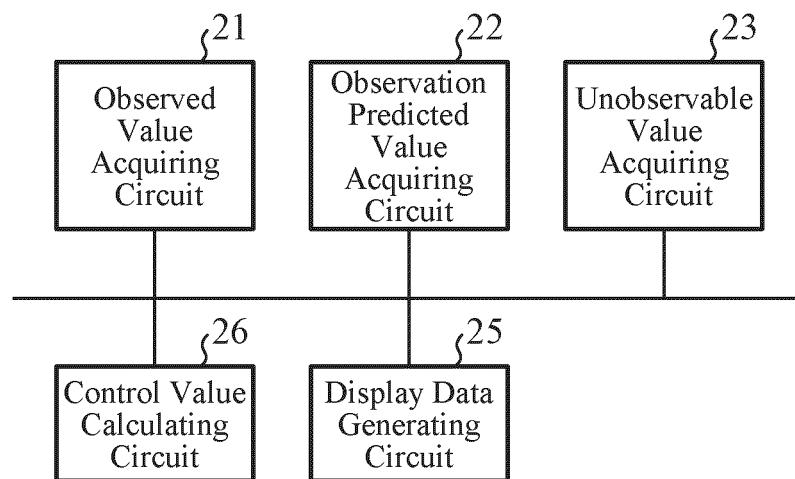 21
22
23
Observed
Value
Acquiring
Circuit
Observation
Predicted
Value
Acquiring
Circuit
Unobservable
Value
Acquiring
Circuit
26
25
Control Value
Calculating
Circuit
Display Data
Generating
Circuit